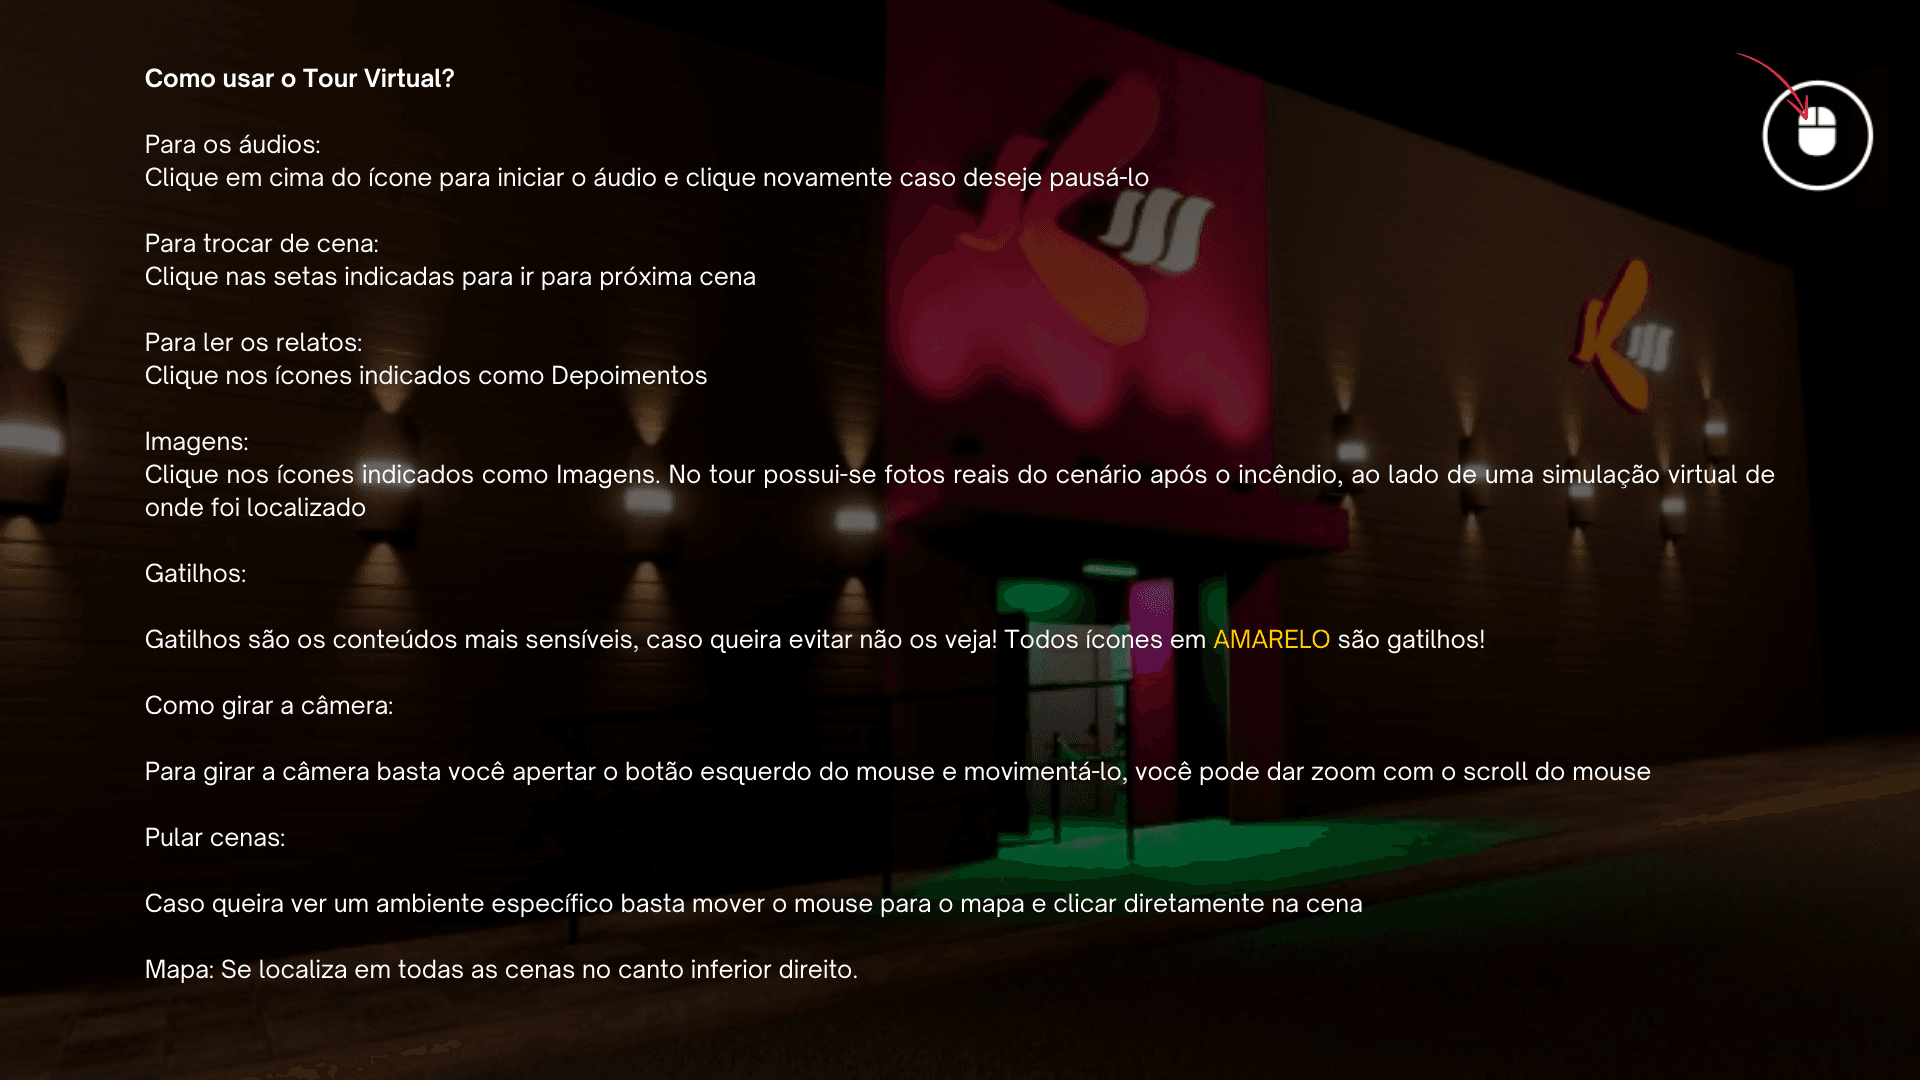 Como usar o Tour Virtual?
Para os áudios:
Clique em cima do ícone para iniciar o áudio e clique novamente caso deseje pausá-lo
Para trocar de cena:
Clique nas setas indicadas para ir para próxima cena
Para ler os relatos:
Clique nos ícones indicados como Depoimentos
Imagens:
Clique nos ícones indicados como Imagens. No tour possui-se fotos reais do cenário após o incêndio, ao lado de uma simulação virtual de
onde foi localizado
Gatilhos:
Gatilhos são os conteúdos mais sensíveis, caso queira evitar não os veja! Todos ícones em AMARELO são gatilhos!
Como girar a câmera:
Para girar a câmera basta você apertar o botão esquerdo do mouse e movimentá-lo, você pode dar zoom com o scroll do mouse
Pular cenas:
Caso queira ver um ambiente específico basta mover o mouse para o mapa e clicar diretamente na cena
Mapa: Se localiza em todas as cenas no canto inferior direito.